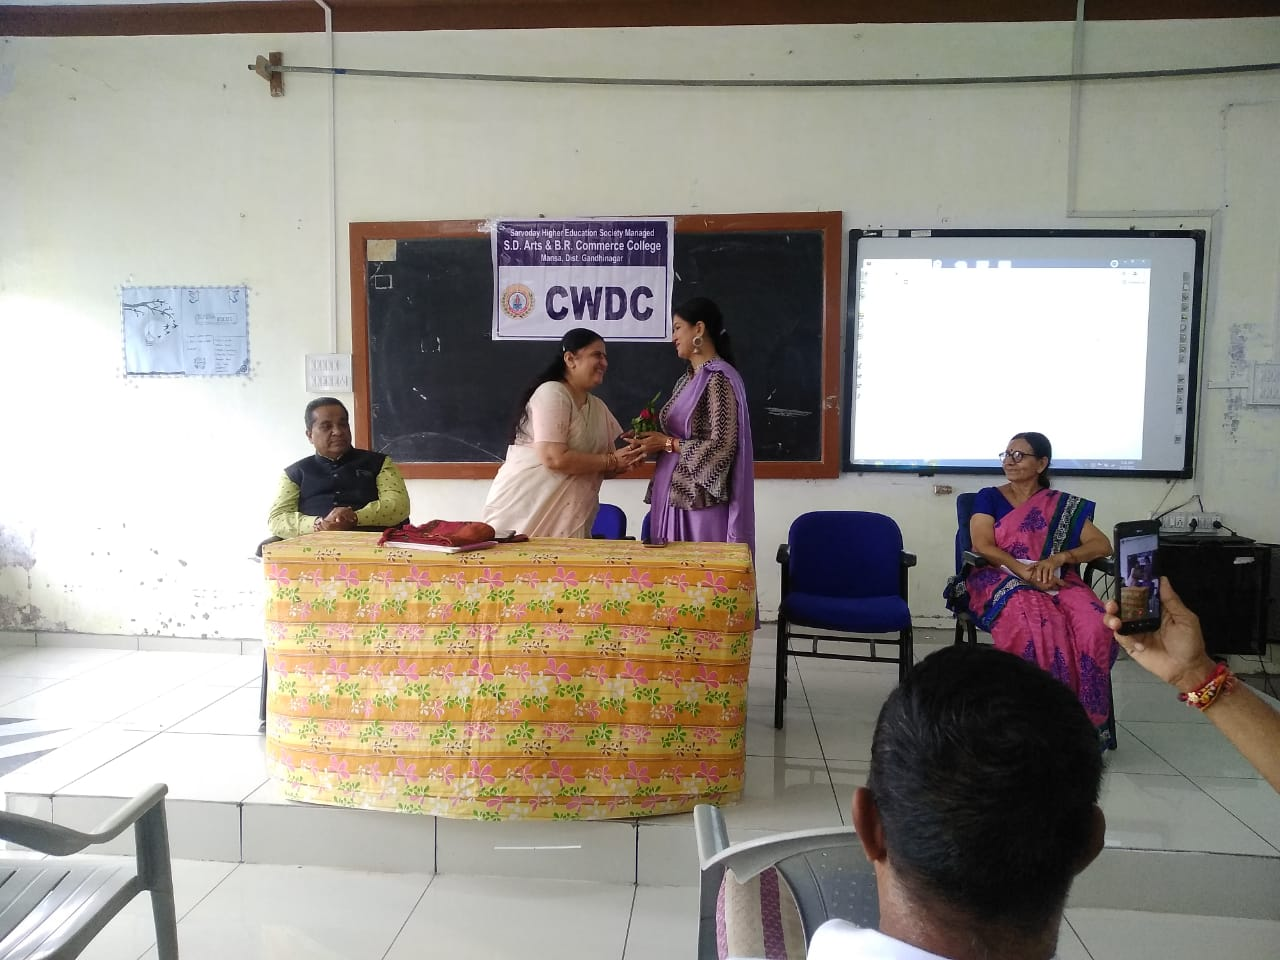 Sarvoday Higher Education Society Managed
S.D. Arts & B.R. Commerce College
Mansa, Dist. Gandhinagar
CWDC